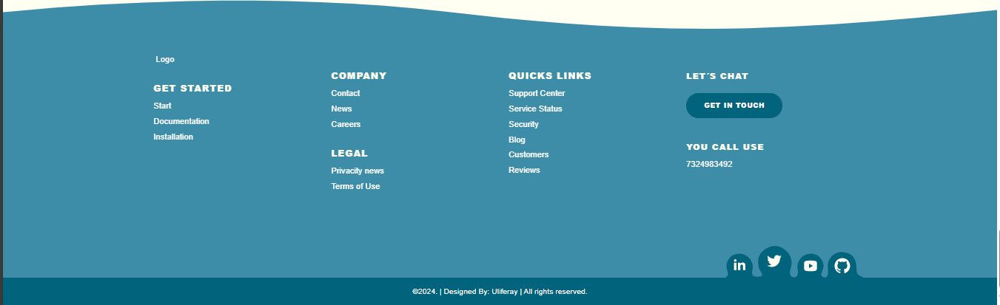 Logo
GET STARTED
Start
Documentation
Installation
COMPANY
Contact
News
Careers
LEGAL
Privacity news
Terms of Use
QUICKS LINKS
Support Center
Service Status
Security
Blog
Customers
Reviews
LET´S CHAT
GET IN TOUCH
YOU CALL USE
7324983492
in
©2024. | Designed By: Uliferay | All rights reserved.